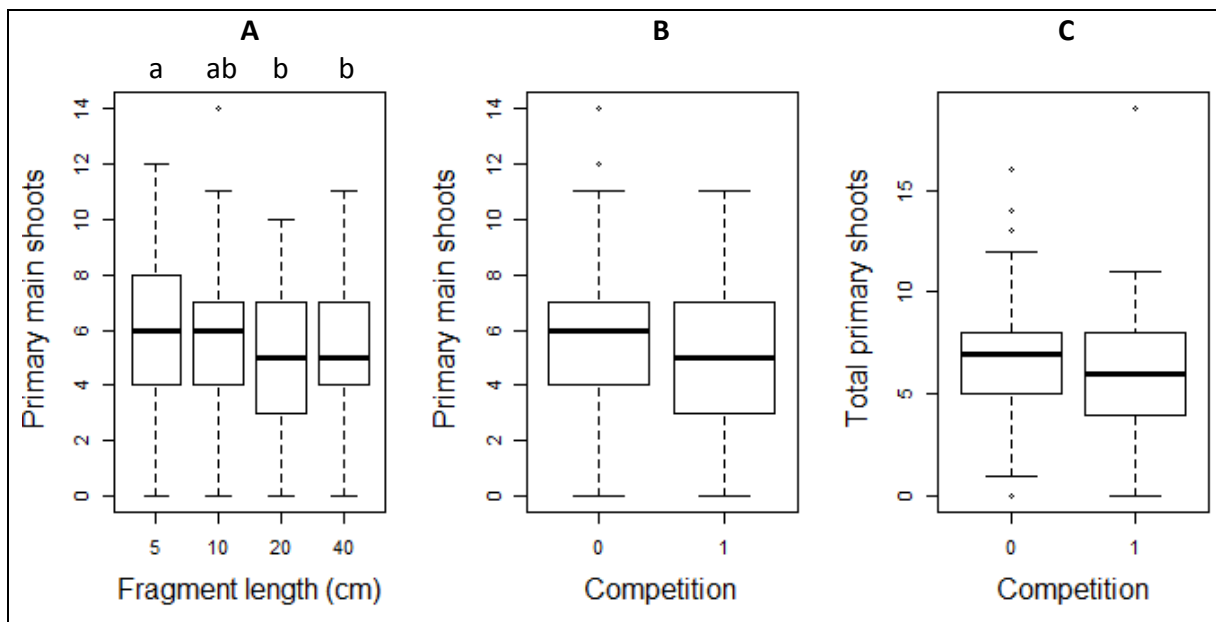 A
a ab b b
Primary main shoots
14
12
10
8
6
4
2
0
5 10 20 40
Fragment length (cm)
B
Primary main shoots
14
12
10
8
6
4
2
0
0 1
Competition
C
Total primary shoots
15
10
5
0
0 1
Competition